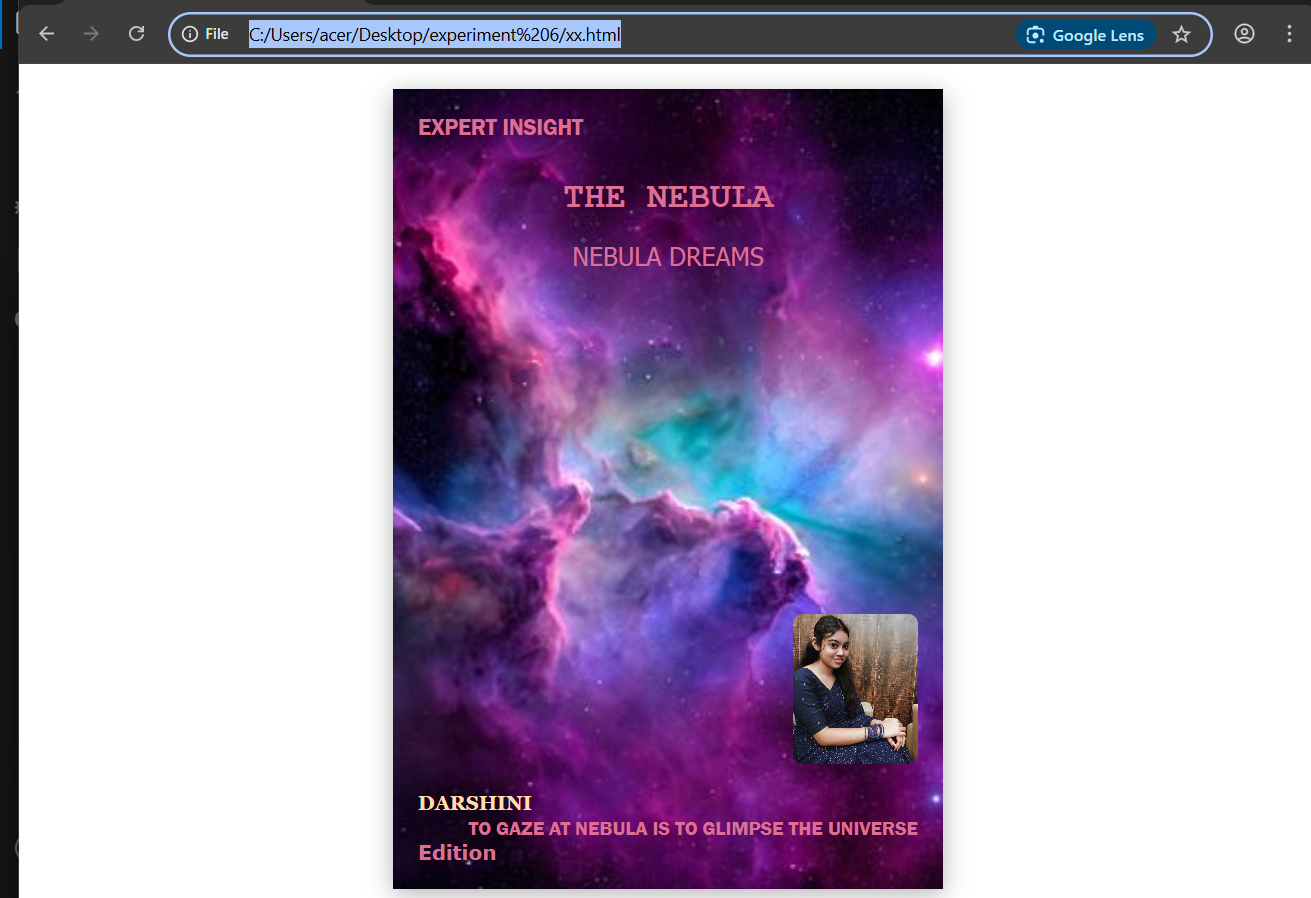 File C:/Users/acer/Desktop/experiment%206/xx.html Google Lens
EXPERT INSIGHT
THE NEBULA
NEBULA DREAMS
DARSHINI
TO GAZE AT NEBULA IS TO GLIMPSE THE UNIVERSE
Edition